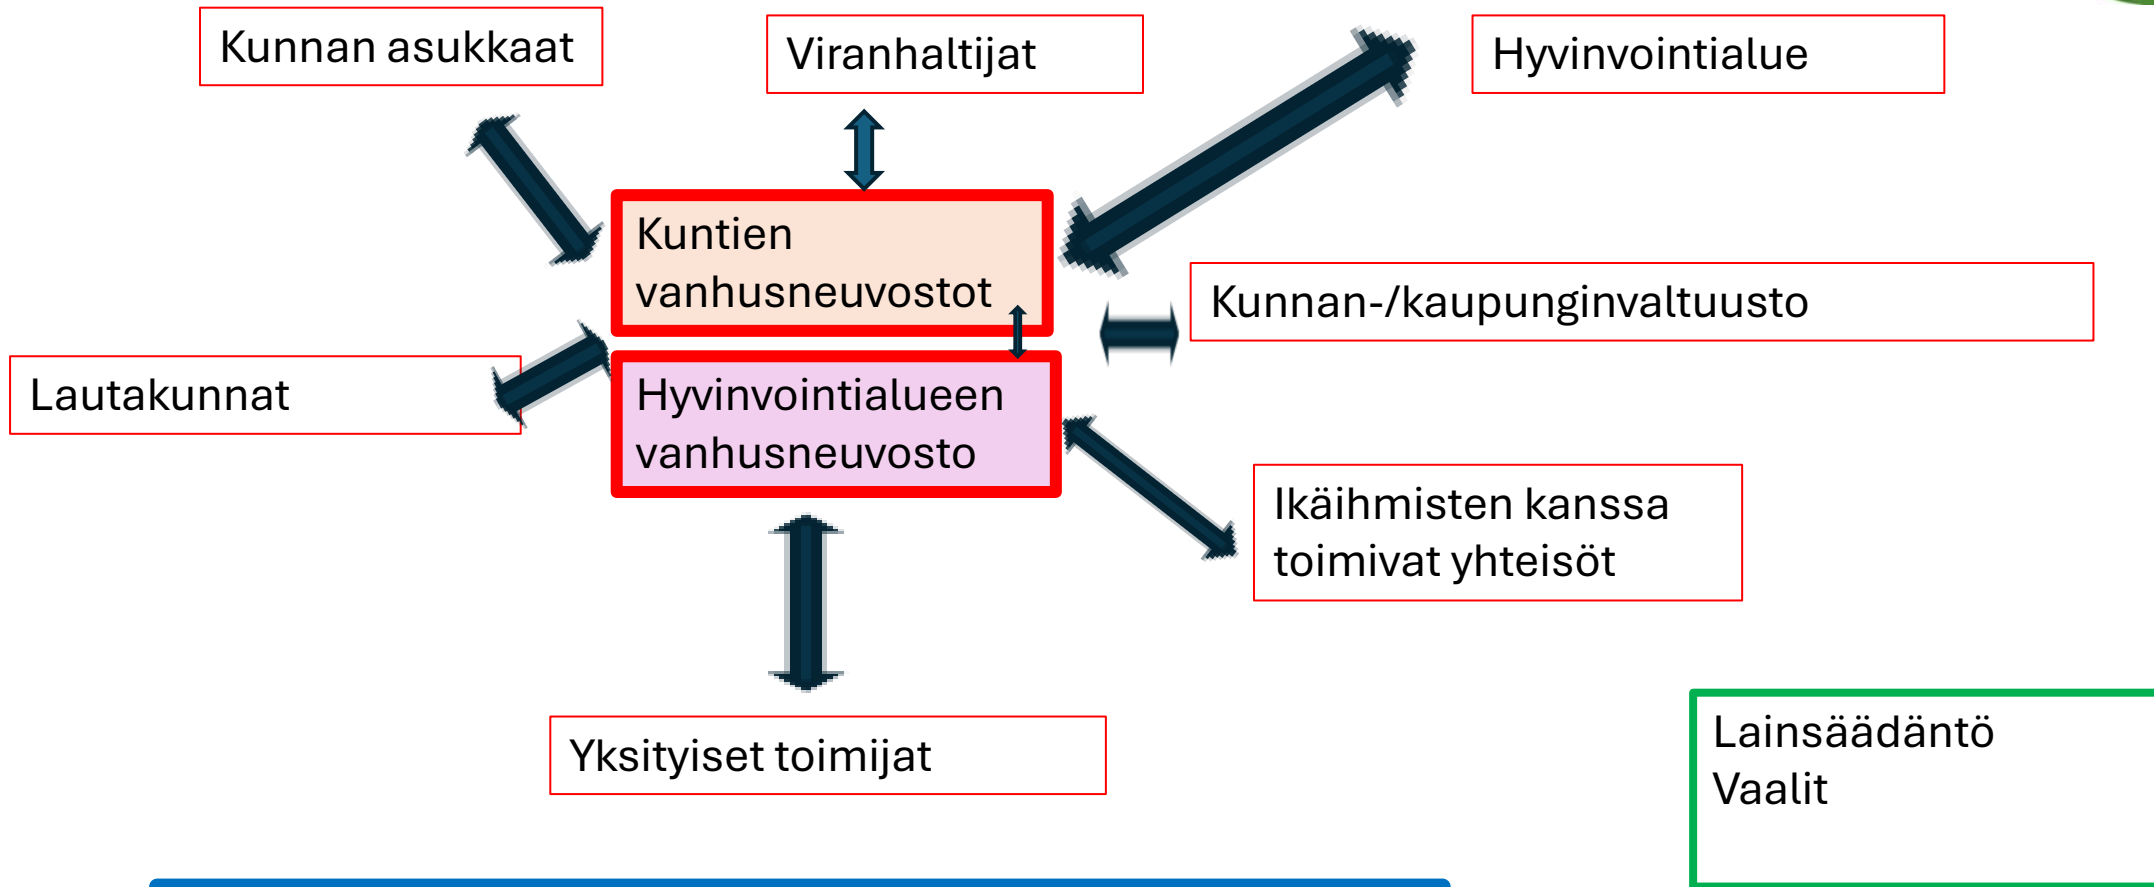 Kunnan asukkaat
Viranhaltijat
Hyvinvointialue
Kuntien
vanhusneuvostot
Kunnan-/kaupunginvaltuusto
Lautakunnat
Hyvinvointialueen
vanhusneuvosto
Ikäihmisten kanssa
toimivat yhteisöt
Yksityiset toimijat
Lainsäädäntö
Vaalit